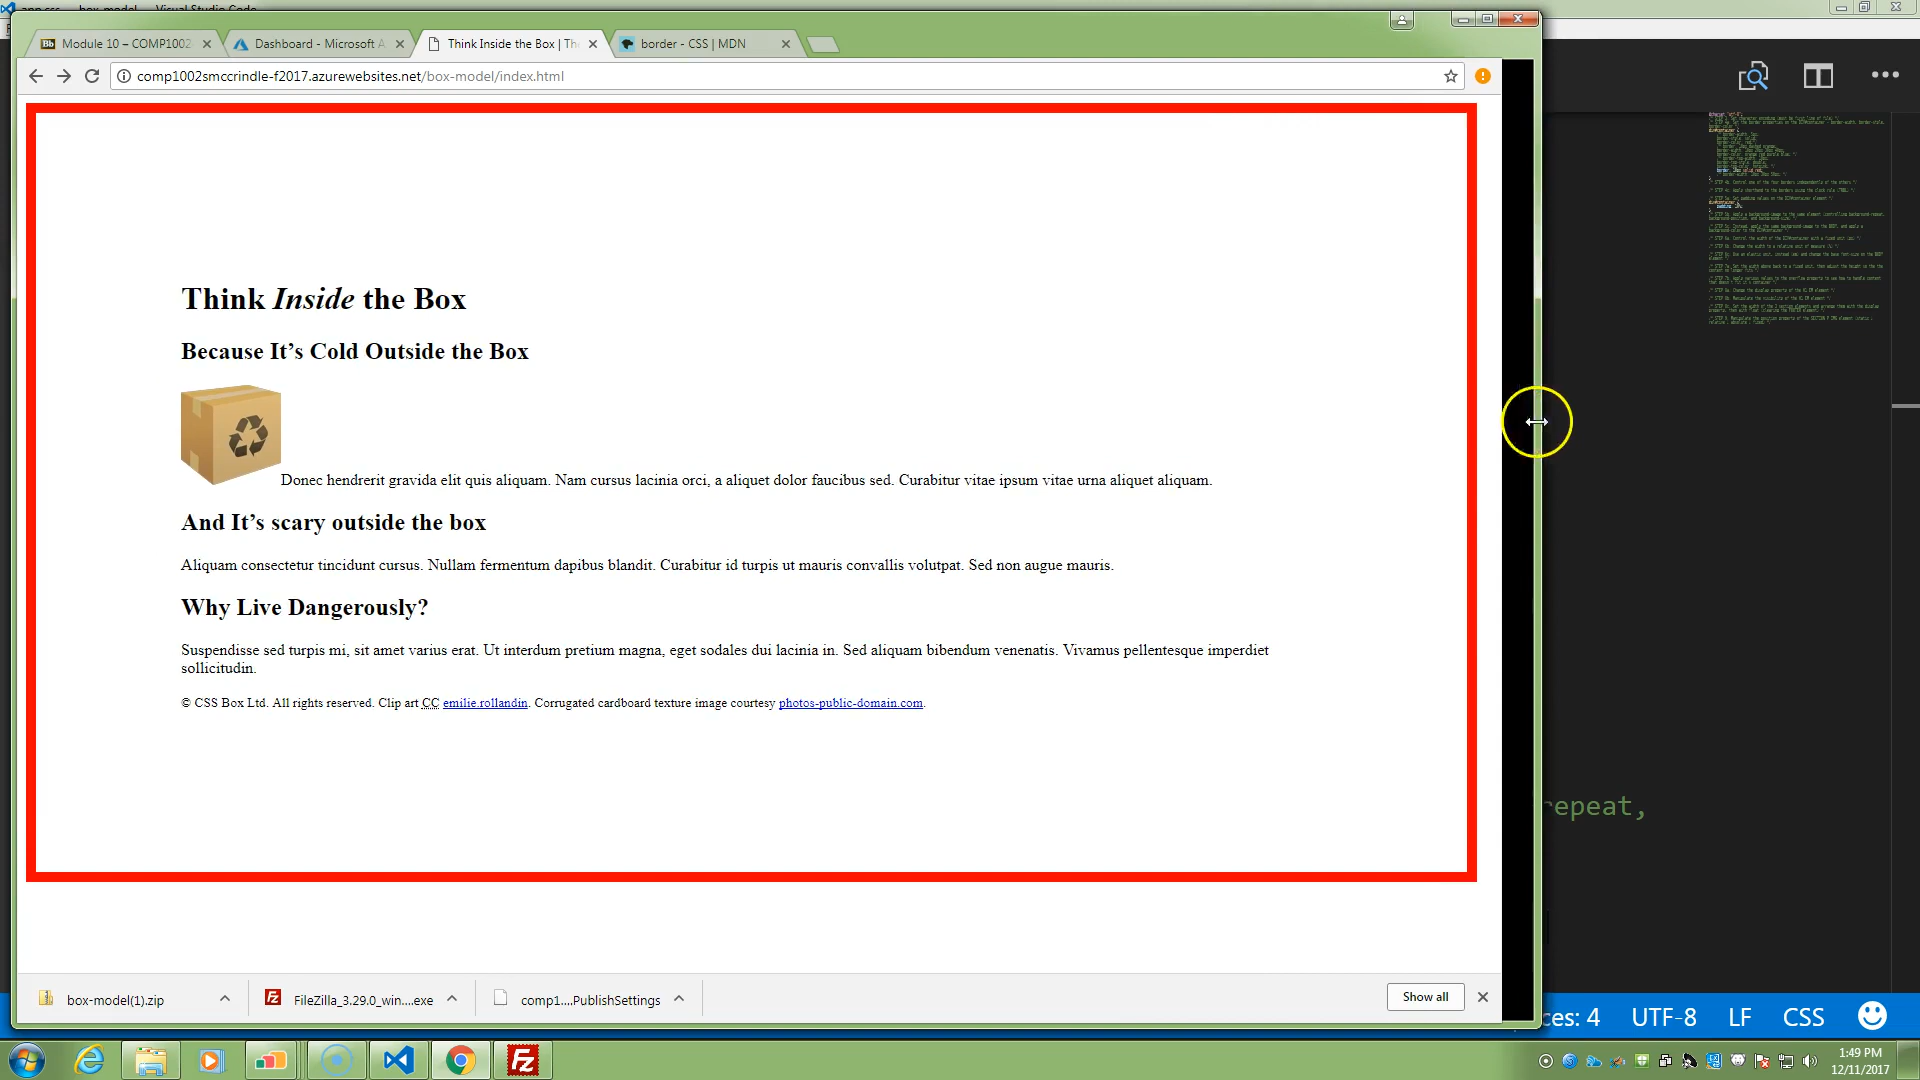 app.css - box-model - Visual Studio Code
Module 10 – COMP1002
Dashboard - Microsoft A
Think Inside the Box | Th
border - CSS | MDN
comp1002smccrindle-f2017.azurewebsites.net/box-model/index.html
Think Inside the Box
Because It’s Cold Outside the Box
Donec hendrerit gravida elit quis aliquam. Nam cursus lacinia orci, a aliquet dolor faucibus sed. Curabitur vitae ipsum vitae urna aliquet aliquam.
And It’s scary outside the box
Aliquam consectetur tincidunt cursus. Nullam fermentum dapibus blandit. Curabitur id turpis ut mauris convallis volutpat. Sed non augue mauris.
Why Live Dangerously?
Suspendisse sed turpis mi, sit amet varius erat. Ut interdum pretium magna, eget sodales dui lacinia in. Sed aliquam bibendum venenatis. Vivamus pellentesque imperdiet
sollicitudin.
© CSS Box Ltd. All rights reserved. Clip art CC emilie.rollandin. Corrugated cardboard texture image courtesy photos-public-domain.com.
repeat,
box-model(1).zip
FileZilla_3.29.0_win....exe
comp1....PublishSettings
Show all
ces: 4
UTF-8
LF
CSS
1:49 PM
12/11/2017